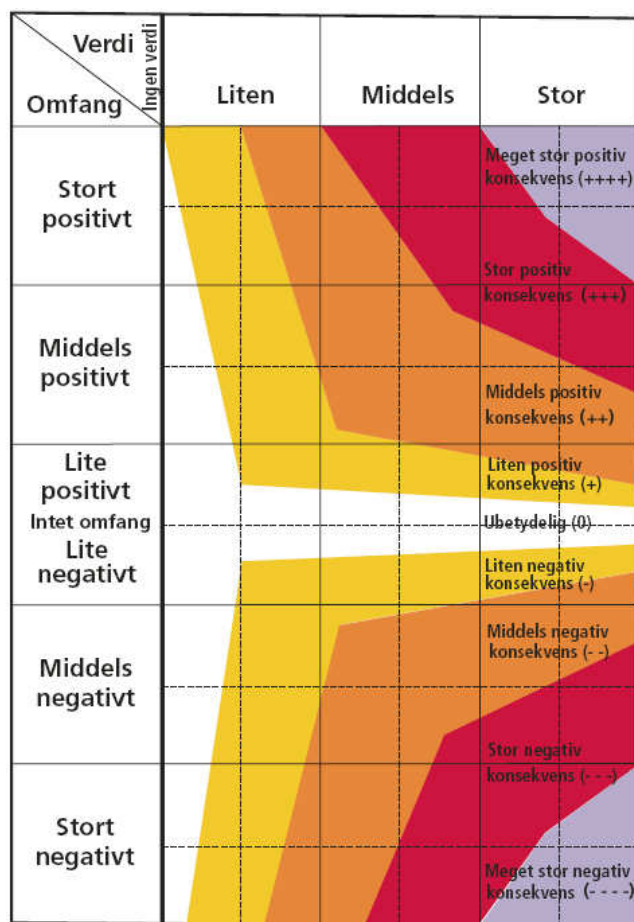 Verdi
Ingen verdi
Omfang
Liten
Middels
Stor
Stort
positivt
Meget stor positiv
konsekvens (++++)
Stor positiv
konsekvens (+++)
Middels
positivt
Middels positiv
konsekvens (++)
Lite
positivt
Liten positiv
konsekvens (+)
Intet omfang
Ubetydelig (0)
Lite
negativt
Liten negativ
konsekvens (-)
Middels
negativt
Middels negativ
konsekvens (- -)
Stor negativ
konsekvens (- - -)
Stort
negativt
Meget stor negativ
konsekvens (- - - -)